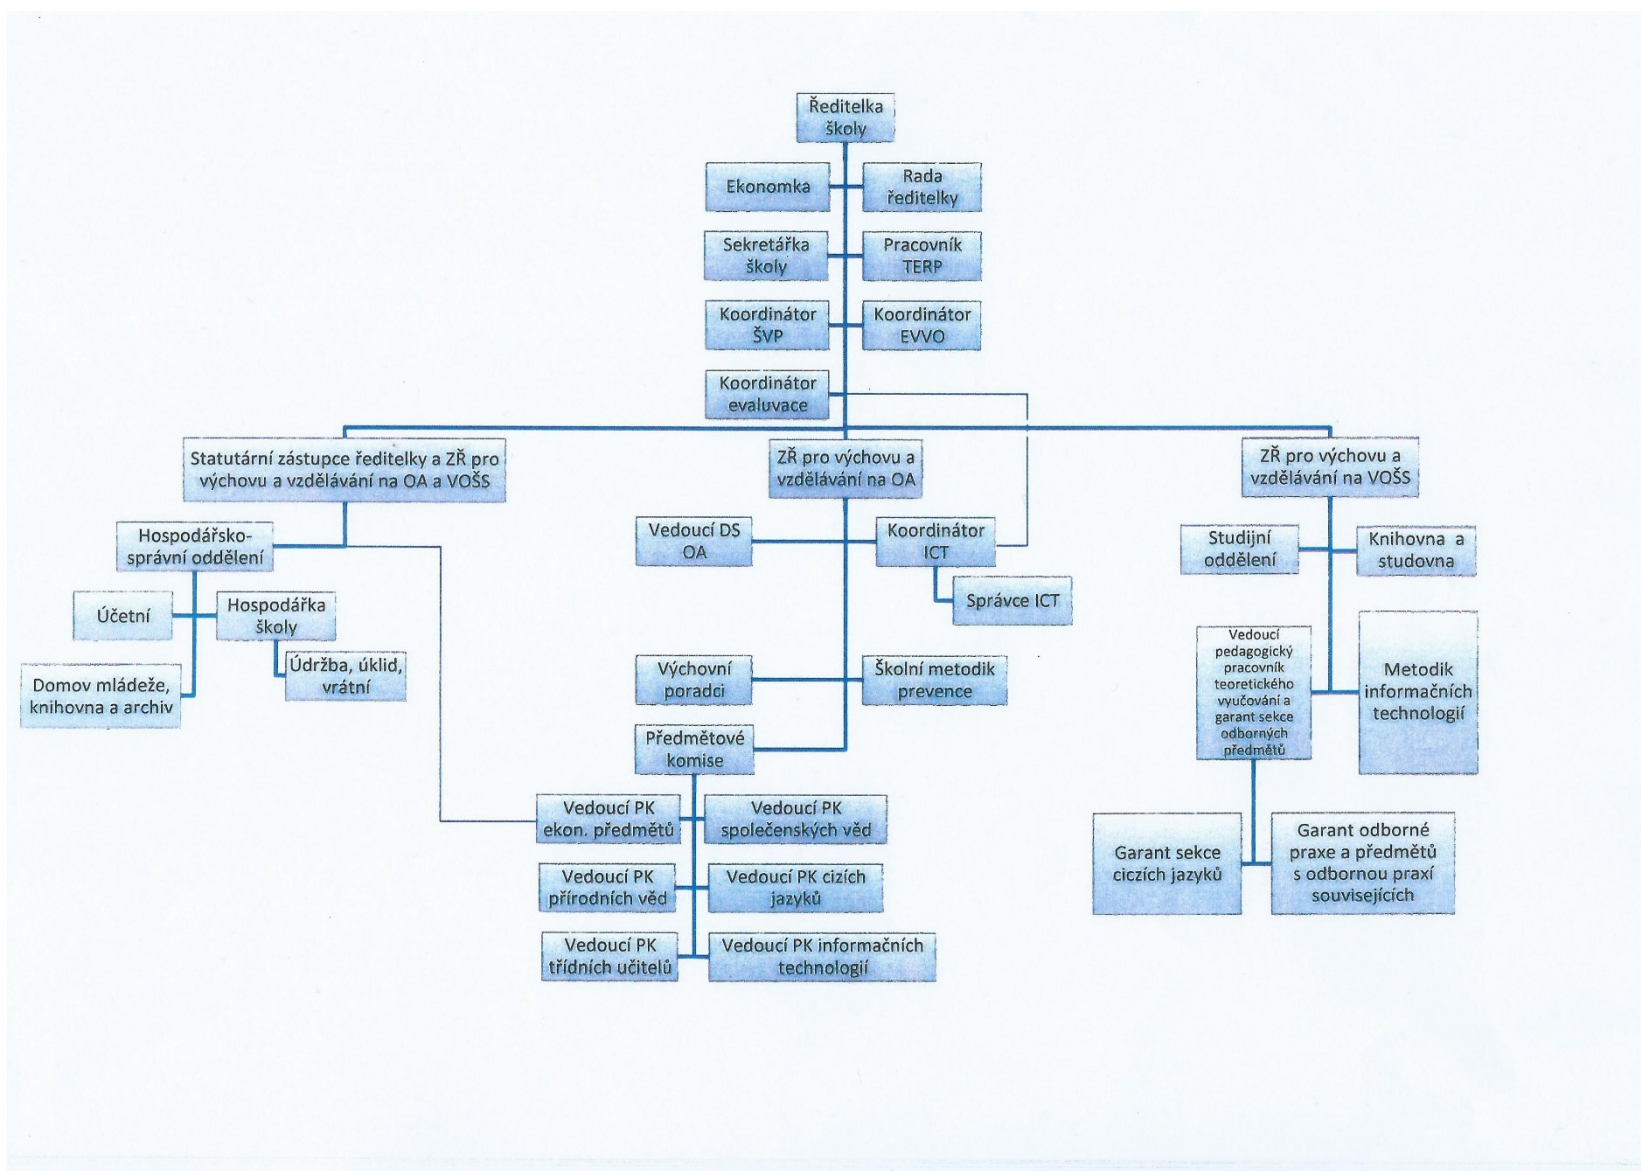 Ředitelka
školy
Ekonomka
Rada
ředitelky
Sekretářka
školy
Pracovník
TERP
Koordinátor
ŠVP
Koordinátor
EVVO
Koordinátor
evaluvace
Statutární zástupce ředitelky a ZŘ pro
výchovu a vzdělávání na OA a VOŠS
ZŘ pro výchovu a
vzdělávání na OA
ZŘ pro výchovu a
vzdělávání na VOŠS
Hospodářsko-
správní oddělení
Účetní
Hospodářka
školy
Údržba, úklid,
vrátní
Domov mládeže,
knihovna a archiv
Vedoucí DS
OA
Koordinátor
ICT
Správce ICT
Výchovní
poradci
Školní metodik
prevence
Předmětové
komise
Vedoucí PK
ekon. předmětů
Vedoucí PK
společenských věd
Vedoucí PK
přírodních věd
Vedoucí PK cizích
jazyků
Vedoucí PK
třídních učitelů
Vedoucí PK informačních
technologií
Studijní
oddělení
Knihovna a
studovna
Vedoucí
pedagogický
pracovník
teoretického
vyučování a
garant sekce
odborných
předmětů
Metodik
informačních
technologií
Garant sekce
ciczích jazyků
Garant odborné
praxe a předmětů
s odbornou praxí
souvisejících